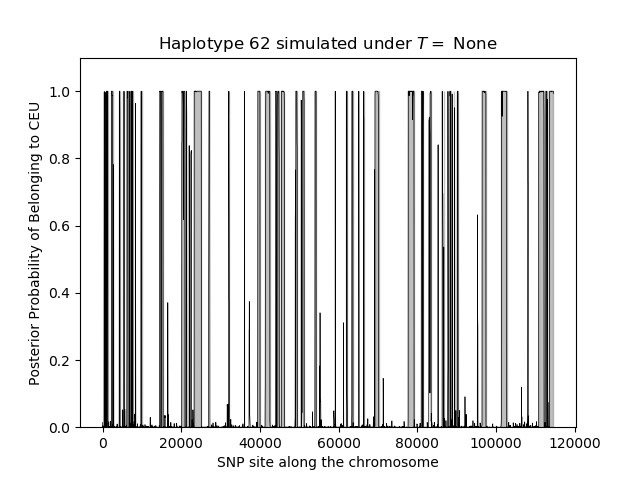 Haplotype 62 simulated under T = None
Posterior Probability of Belonging to CEU
1.0
0.8
0.6
0.4
0.2
0.0
0 20000 40000 60000 80000 100000 120000
SNP site along the chromosome